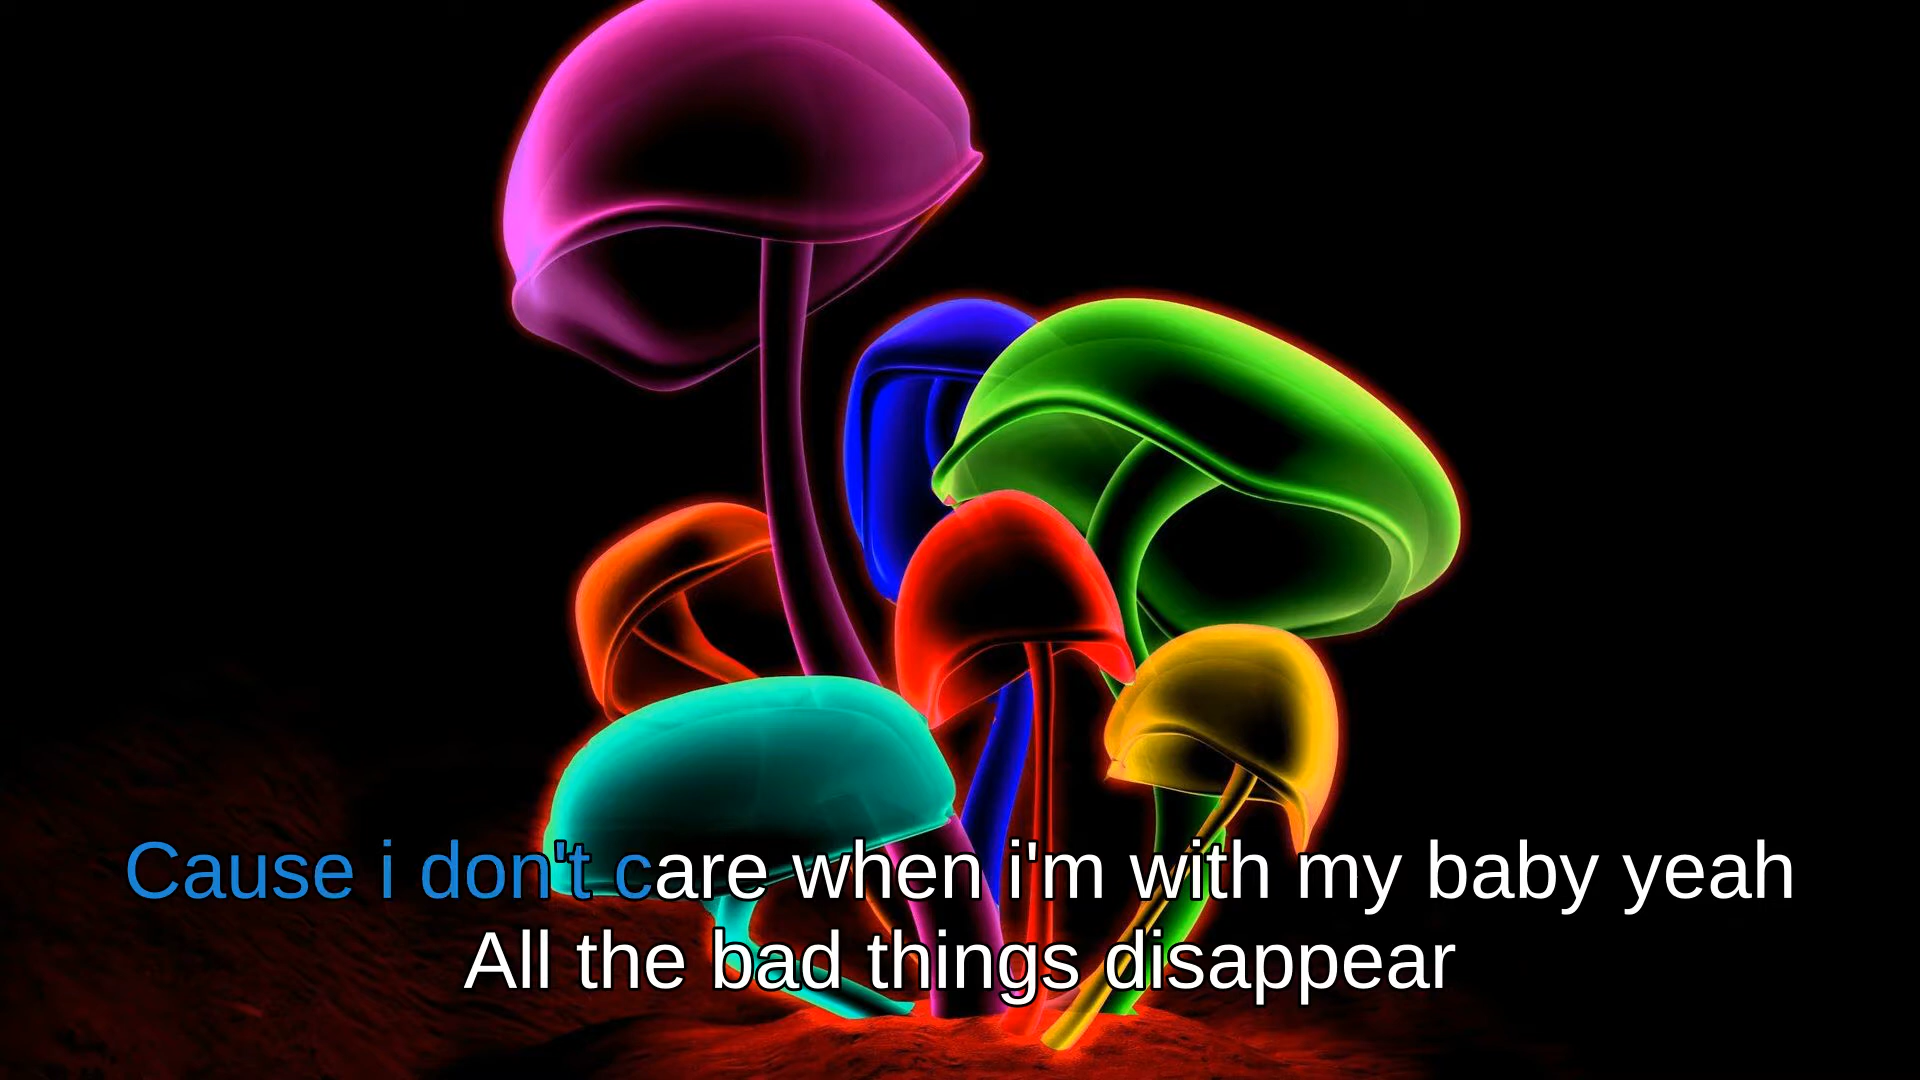 Cause i don't care when i'm with my baby yeah
All the bad things disappear